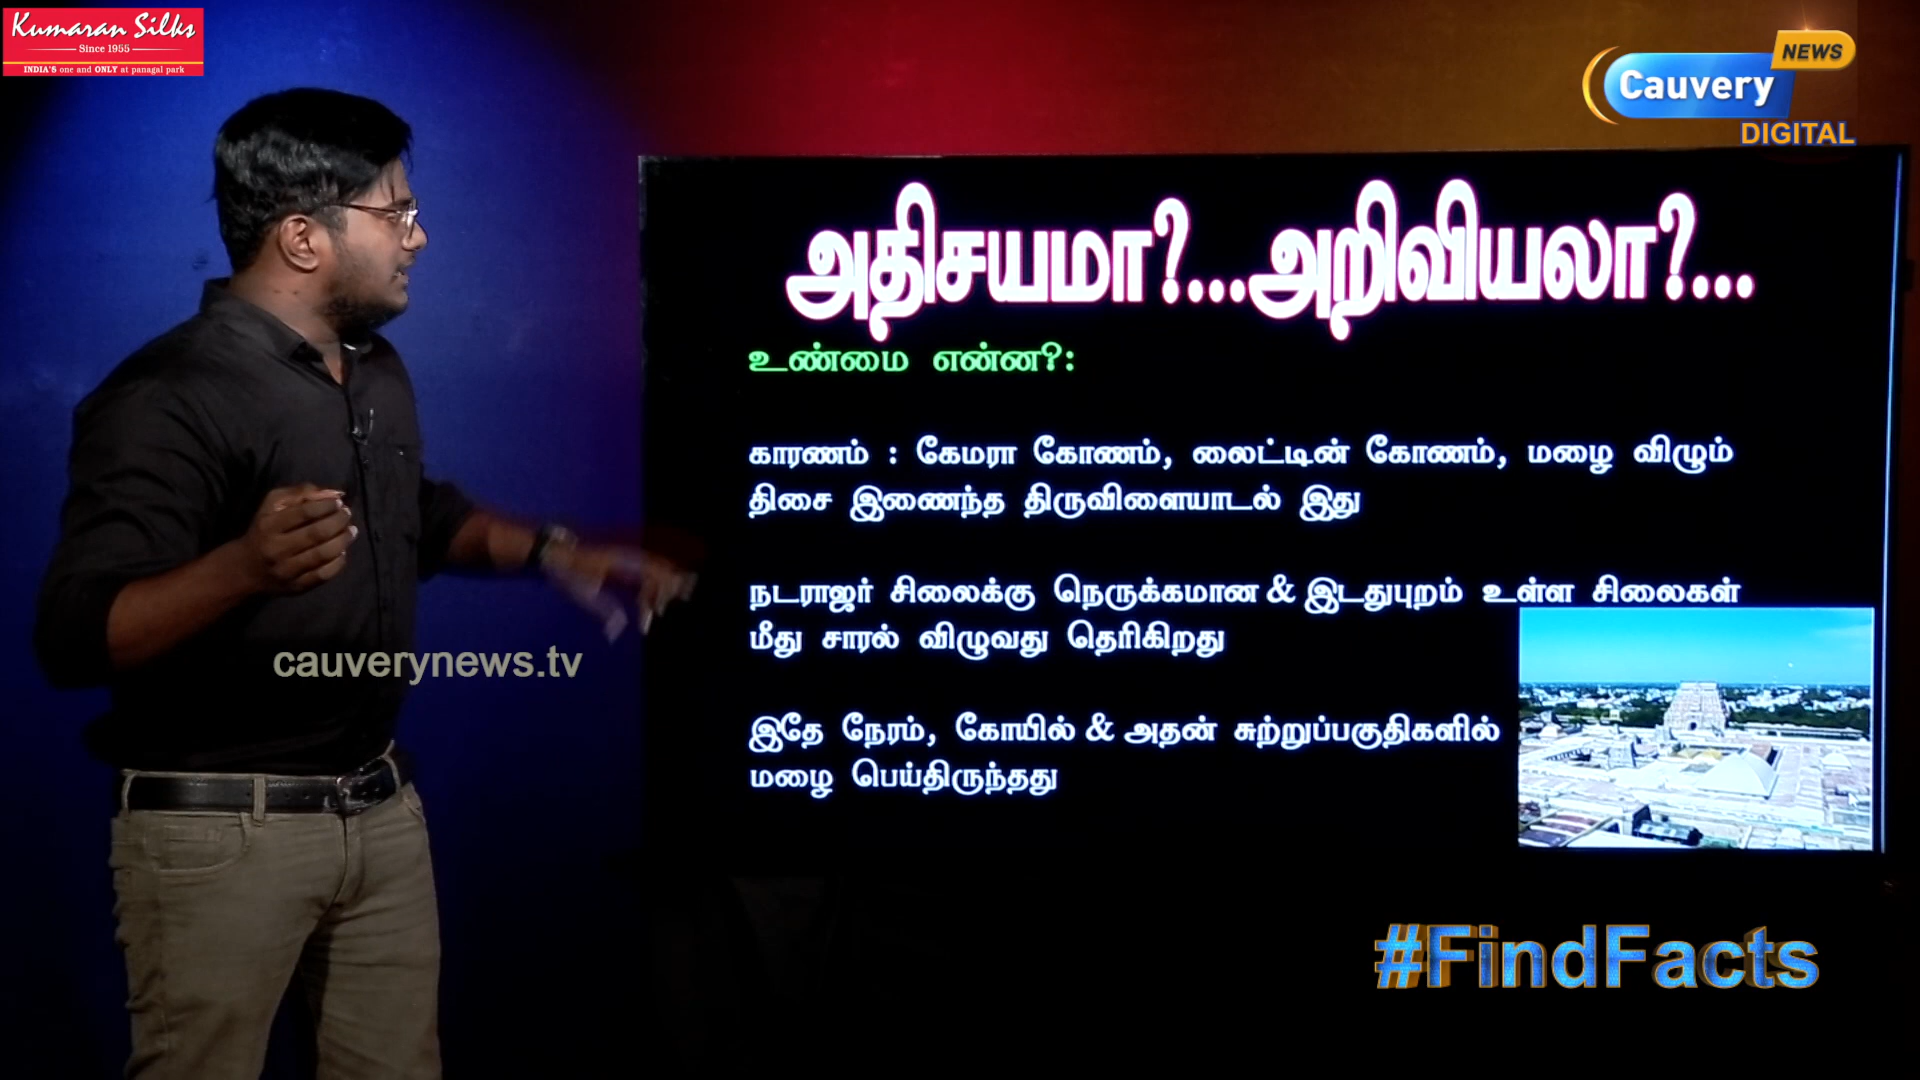 Kumaran Silks
Since 1955
INDIA'S one and ONLY at panagal park
NEWS
Cauvery
DIGITAL
அதிசயமா?...அறிவியலா?...
உண்மை என்ன?:
காரணம் : கேமரா கோணம், லைட்டின் கோணம், மழை விழும்
திசை இணைந்த திருவிளையாடல் இது
நடராஜர் சிலைக்கு நெருக்கமான & இடதுபுறம் உள்ள சிலைகள்
மீது சாரல் விழுவது தெரிகிறது
cauverynews.tv
இதே நேரம், கோயில் & அதன் சுற்றுப்பகுதிகளில்
மழை பெய்திருந்தது
#FindFacts